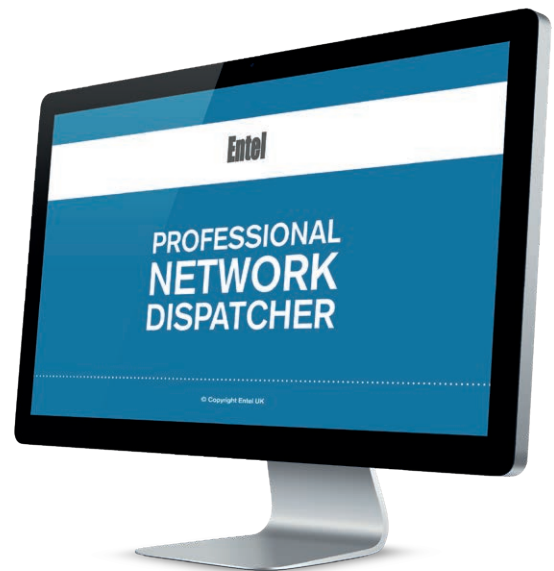 Entel
PROFESSIONAL
NETWORK
DISPATCHER
© Copyright Entel UK